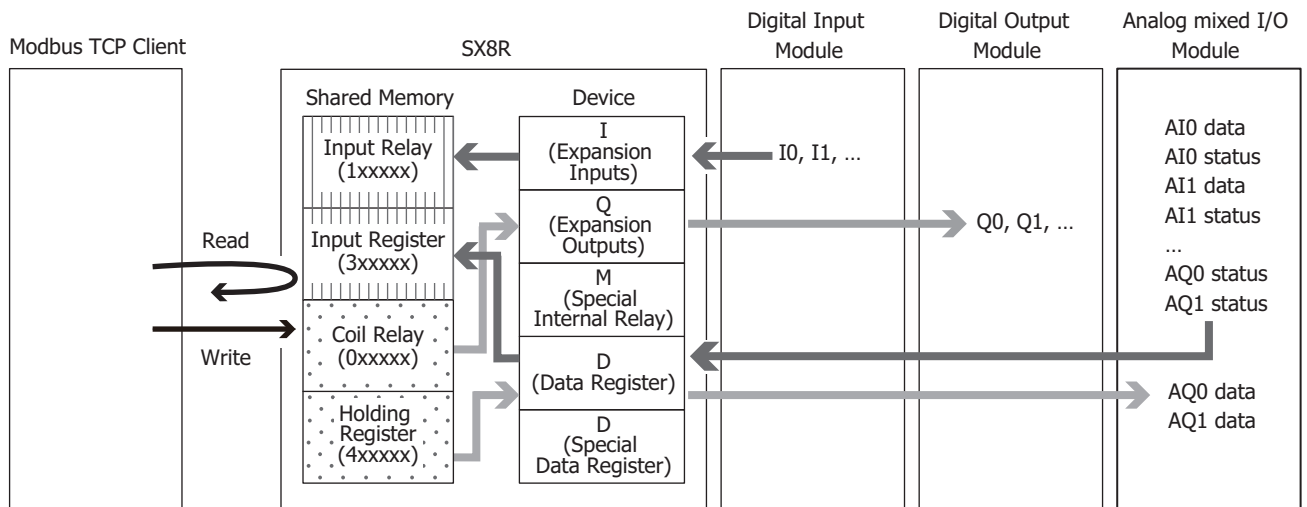 Modbus TCP Client
SX8R
Digital Input
Module
Digital Output
Module
Analog mixed I/O
Module
Shared Memory
Device
Input Relay
(1xxxxx)
Input Register
(3xxxxx)
Coil Relay
(0xxxxx)
Holding
Register
(4xxxxx)
Read
Write
I
(Expansion
Inputs)
Q
(Expansion
Outputs)
M
(Special
Internal Relay)
D
(Data Register)
D
(Special
Data Register)
I0, I1, ...
Q0, Q1, ...
AI0 data
AI0 status
AI1 data
AI1 status
...
AQ0 status
AQ1 status
AQ0 data
AQ1 data